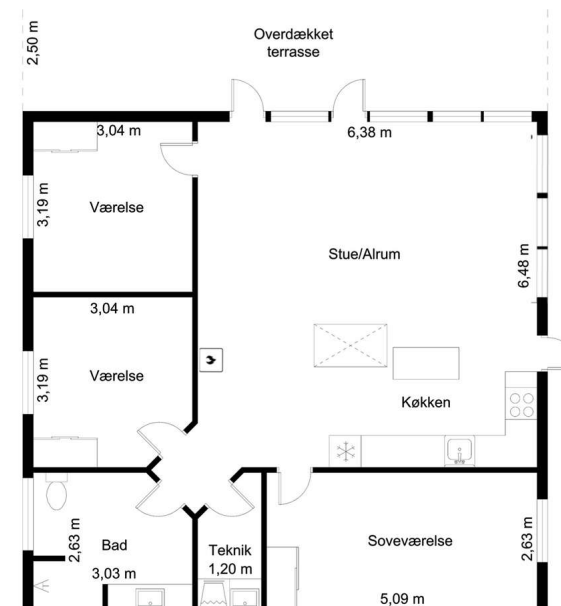 2,50 m
Overdækket
terrasse
3,04 m
6,38 m
3,19 m
Værelse
Stue/Alrum
6,48 m
3,04 m
3,19 m
Værelse
Køkken
2,63 m
Bad
3,03 m
Teknik
1,20 m
Soveværelse
2,63 m
5,09 m